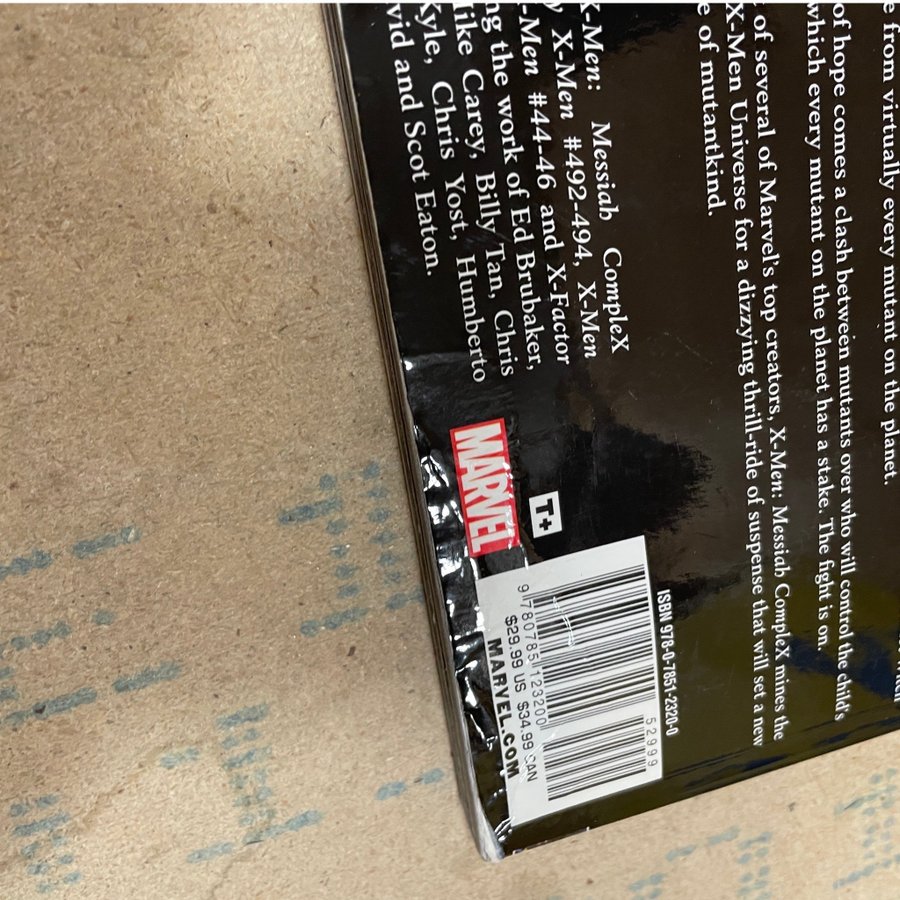 from virtually every mutant on the planet.
of hope comes a clash between mutants over who will control the child's
which every mutant on the planet has a stake. The fight is on
of several of Marvel's top creators, X-Men: Messiah CompleX mines the
X-Men Universe for a dizzying thrill-ride of suspense that will set a new
of mutantkind.
X-Men: Messiah CompleX
X-Men #492-494, X-Men
-Men #44-46 and X-Factor
the work of Ed Brubaker,
Mike Carey, Billy Tan, Chris
Kyle, Chris Yost, Humberto
and Scot Eaton.
MARVEL
T+
ISBN 978-0-7851-2320-0
52999
9 780785 123200
$29.99 US $34.99 CAN
MARVEL.COM